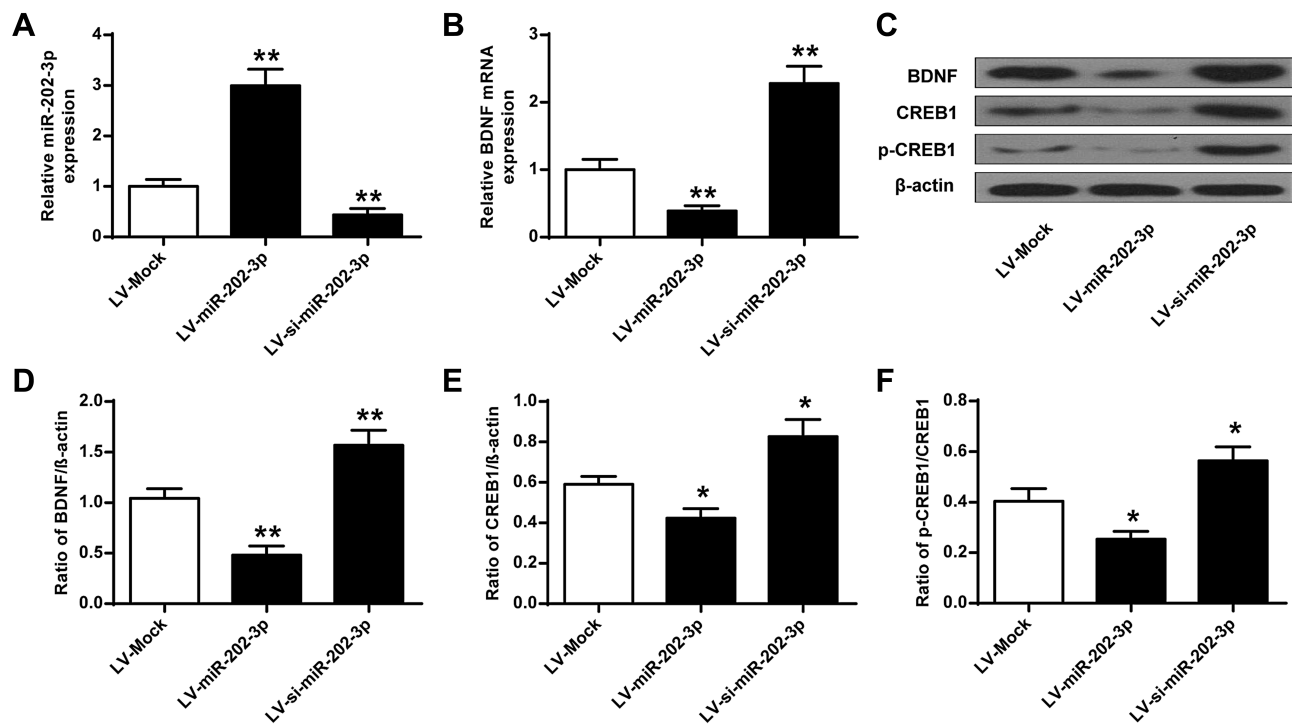 A
Relative miR-202-3p
expression
4
3
2
1
0
**
**
LV-Mock
LV-miR-202-3p
LV-si-miR-202-3p
B
Relative BDNF mRNA
expression
3
2
1
0
**
**
LV-Mock
LV-miR-202-3p
LV-si-miR-202-3p
C
BDNF
CREB1
p-CREB1
β-actin
LV-Mock
LV-miR-202-3p
LV-si-miR-202-3p
D
Ratio of BDNF/ß-actin
2.0
1.5
1.0
0.5
0.0
**
**
LV-Mock
LV-miR-202-3p
LV-si-miR-202-3p
E
Ratio of CREB1/ß-actin
1.0
0.8
0.6
0.4
0.2
0.0
*
*
LV-Mock
LV-miR-202-3p
LV-si-miR-202-3p
F
Ratio of p-CREB1/CREB1
0.8
0.6
0.4
0.2
0.0
*
*
LV-Mock
LV-miR-202-3p
LV-si-miR-202-3p